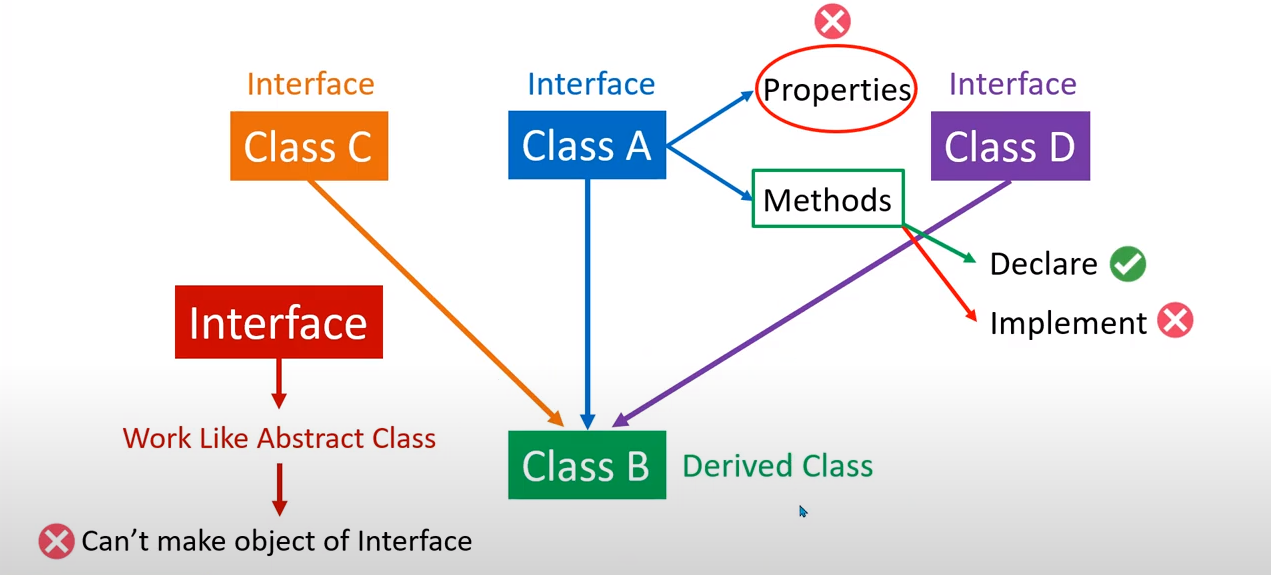 Interface
Class C
Interface
Class A
Properties
Methods
Interface
Class D
Declare
Implement
Interface
Work Like Abstract Class
Can’t make object of Interface
Class B
Derived Class